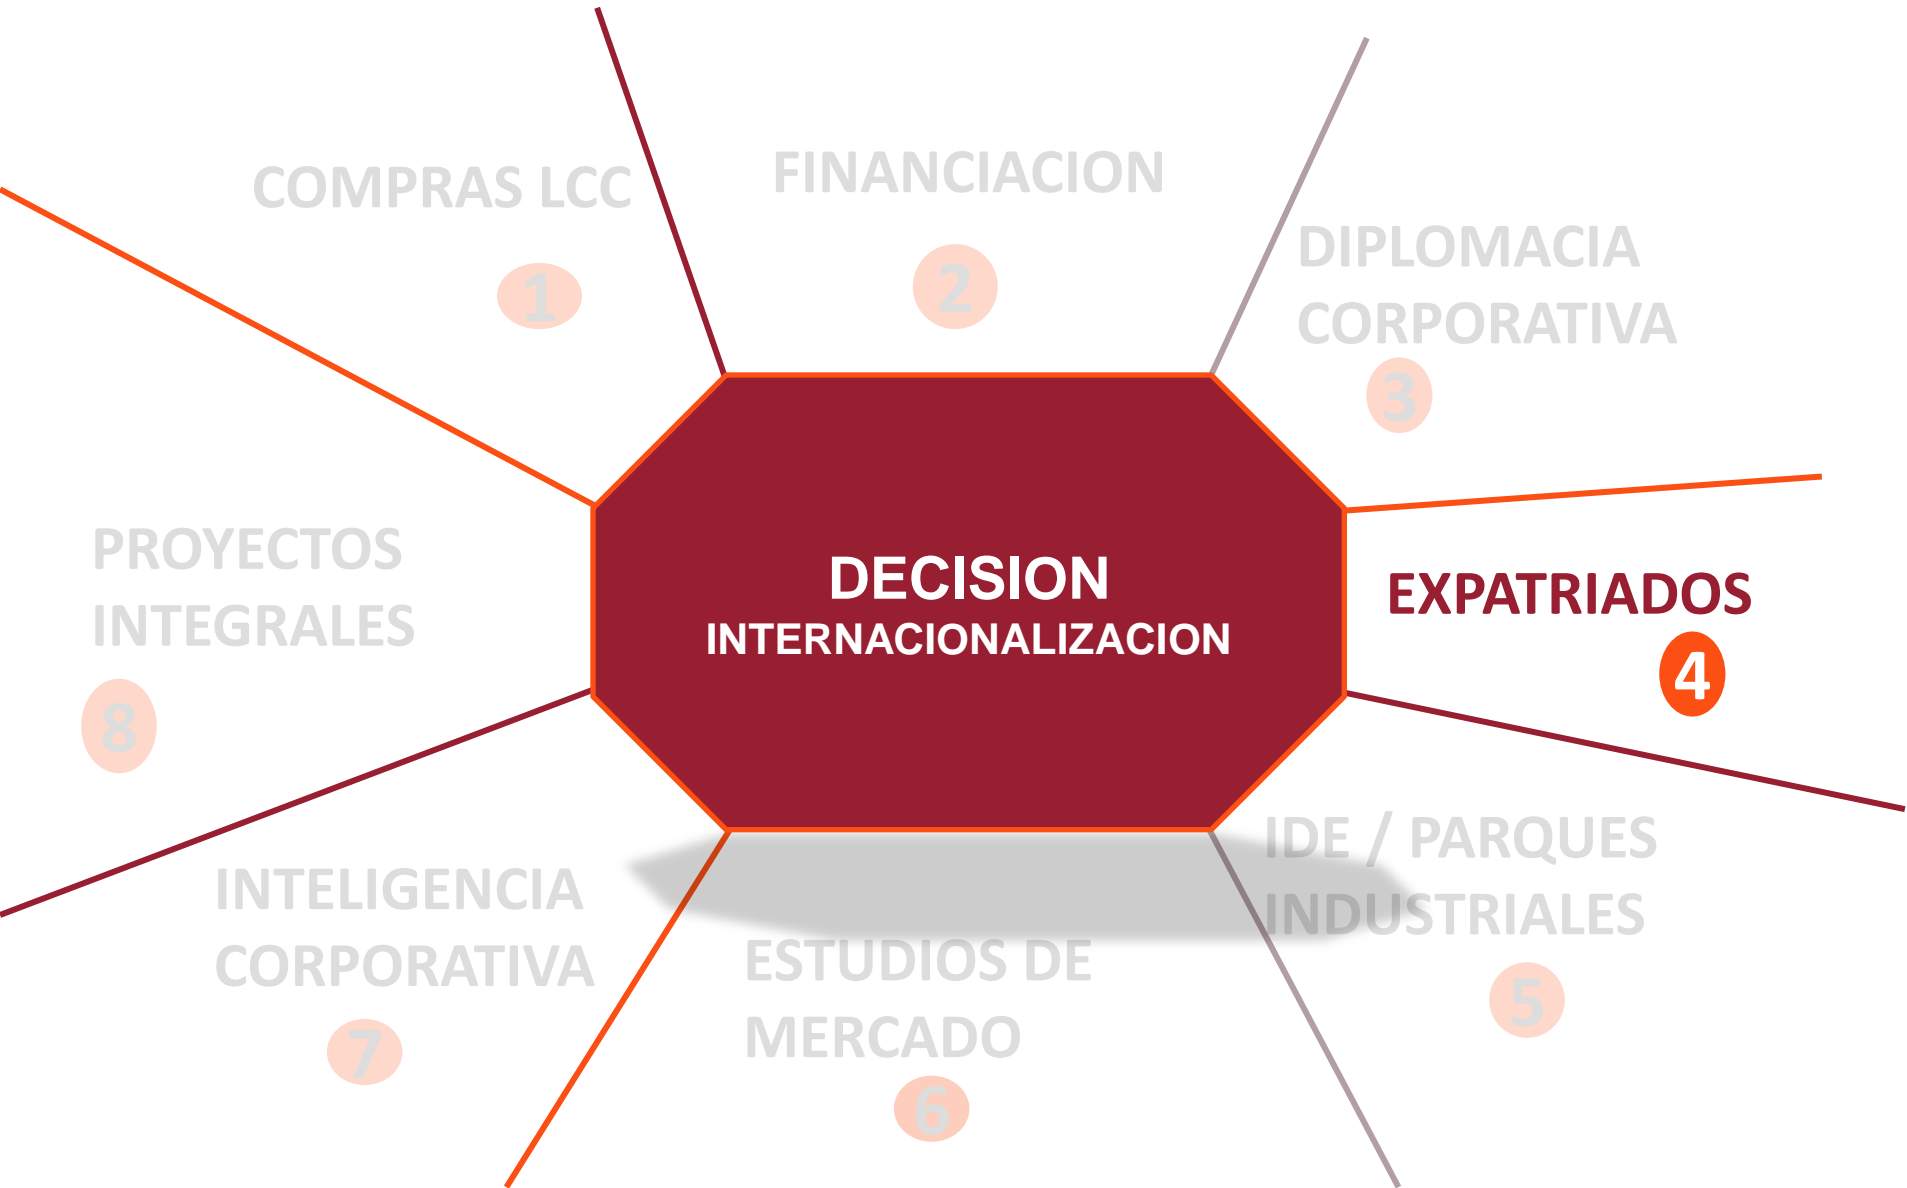 COMPRAS LCC
1
FINANCIACION
2
DIPLOMACIA
CORPORATIVA
3
DECISION
INTERNACIONALIZACION
EXPATRIADOS
4
IDE / PARQUES
INDUSTRIALES
5
ESTUDIOS DE
MERCADO
6
INTELIGENCIA
CORPORATIVA
7
PROYECTOS
INTEGRALES
8